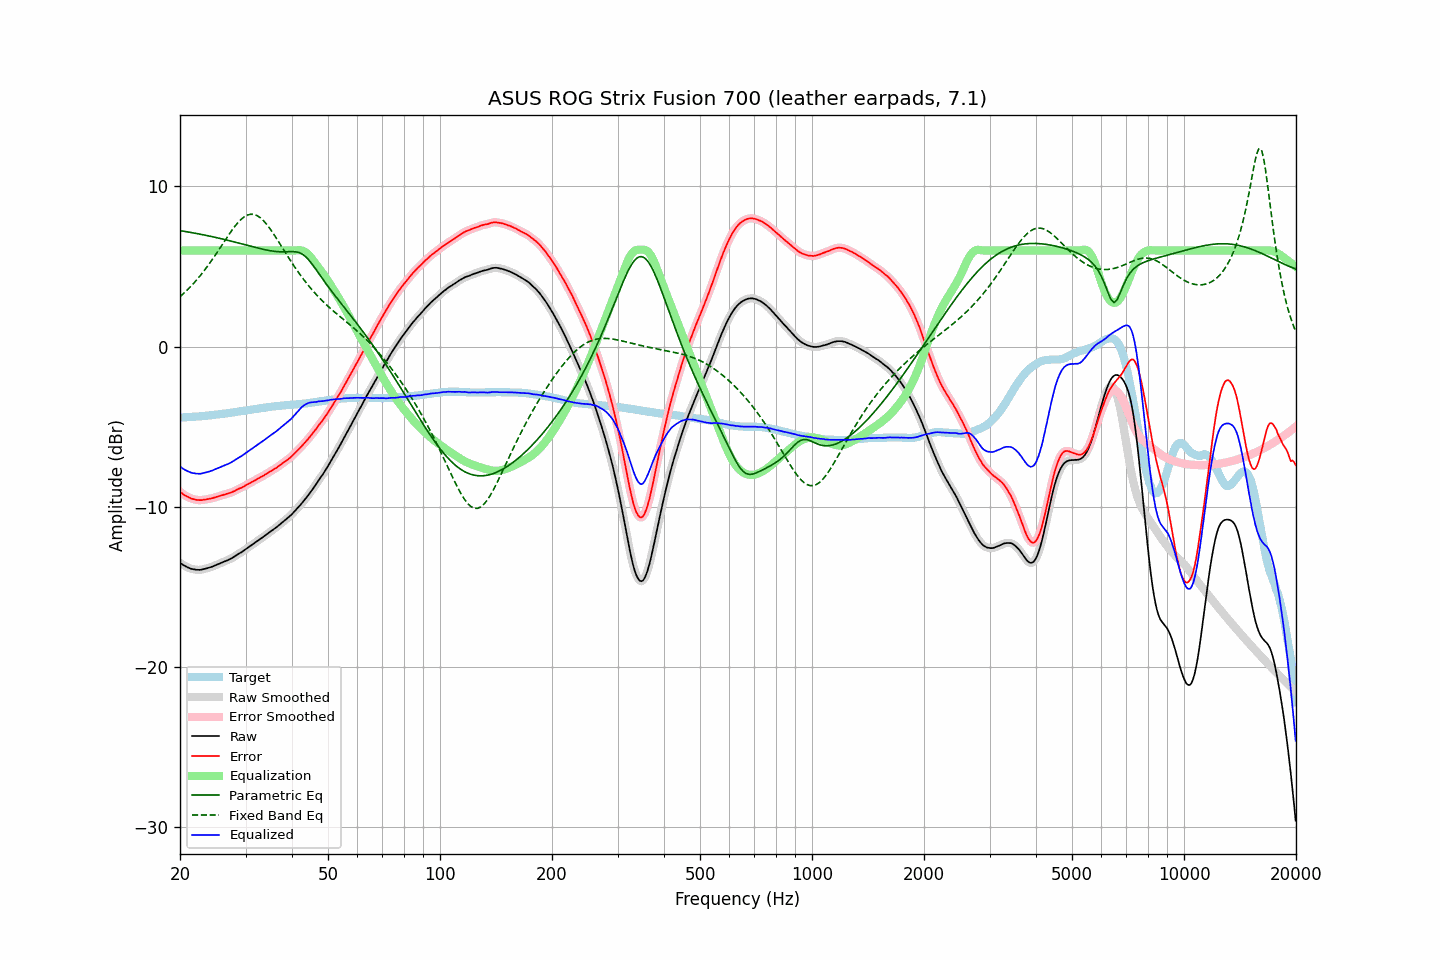 ASUS ROG Strix Fusion 700 (leather earpads, 7.1)
Amplitude (dBr)
10
0
−10
−20
−30
Target
Raw Smoothed
Error Smoothed
Raw
Error
Equalization
Parametric Eq
Fixed Band Eq
Equalized
20 50 100 200 500 1000 2000 5000 10000 20000
Frequency (Hz)